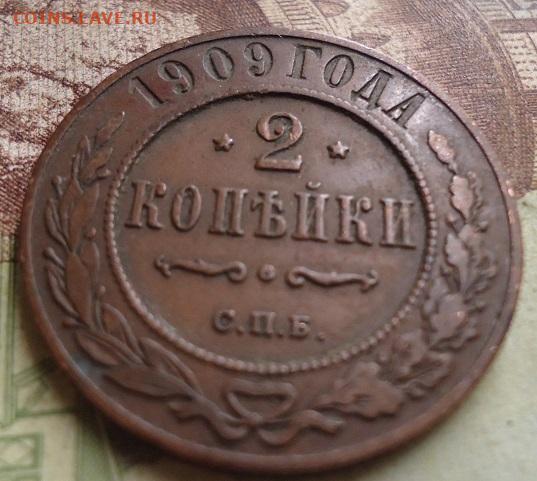 COINS.LAVE.RU
1909 ГОДА
2
КОПѢЙКИ
С.П.Б.